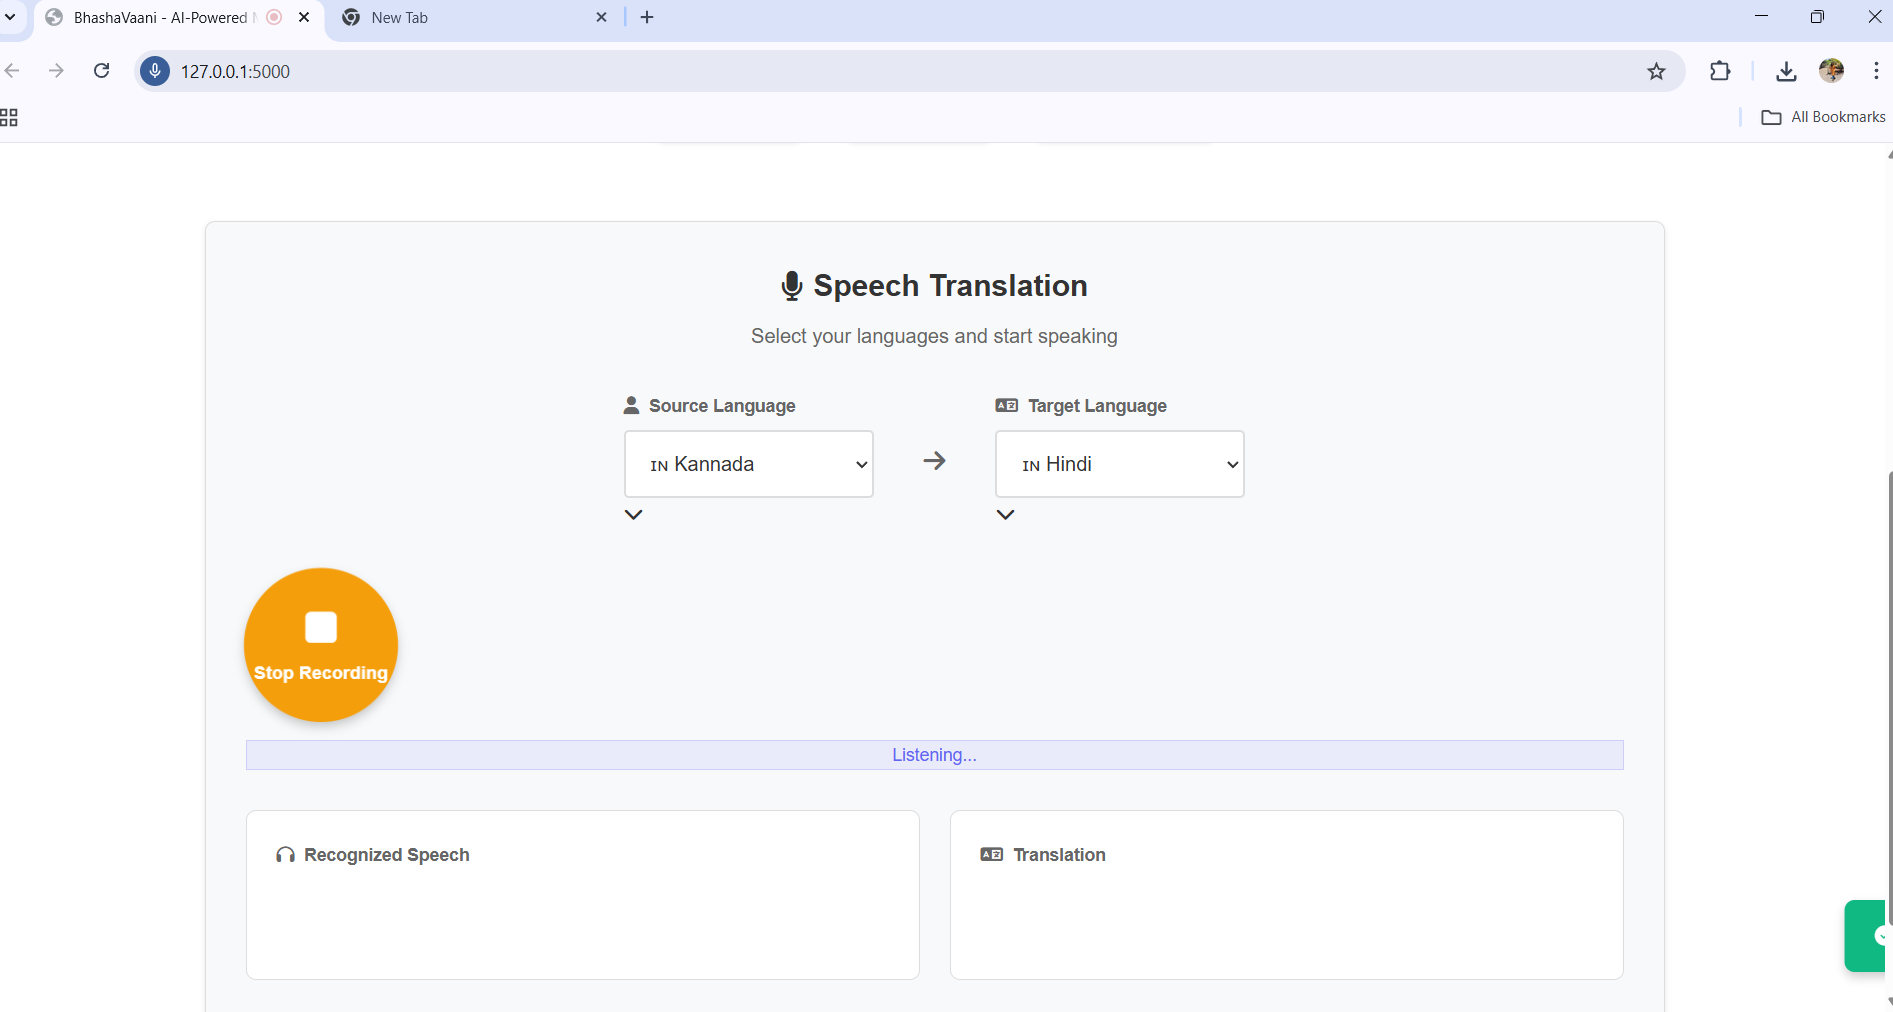 BhashaVaani - AI-Powered
New Tab
127.0.0.1:5000
All Bookmarks
Speech Translation
Select your languages and start speaking
Source Language
Target Language
IN Kannada
IN Hindi
Stop Recording
Listening...
Recognized Speech
Translation